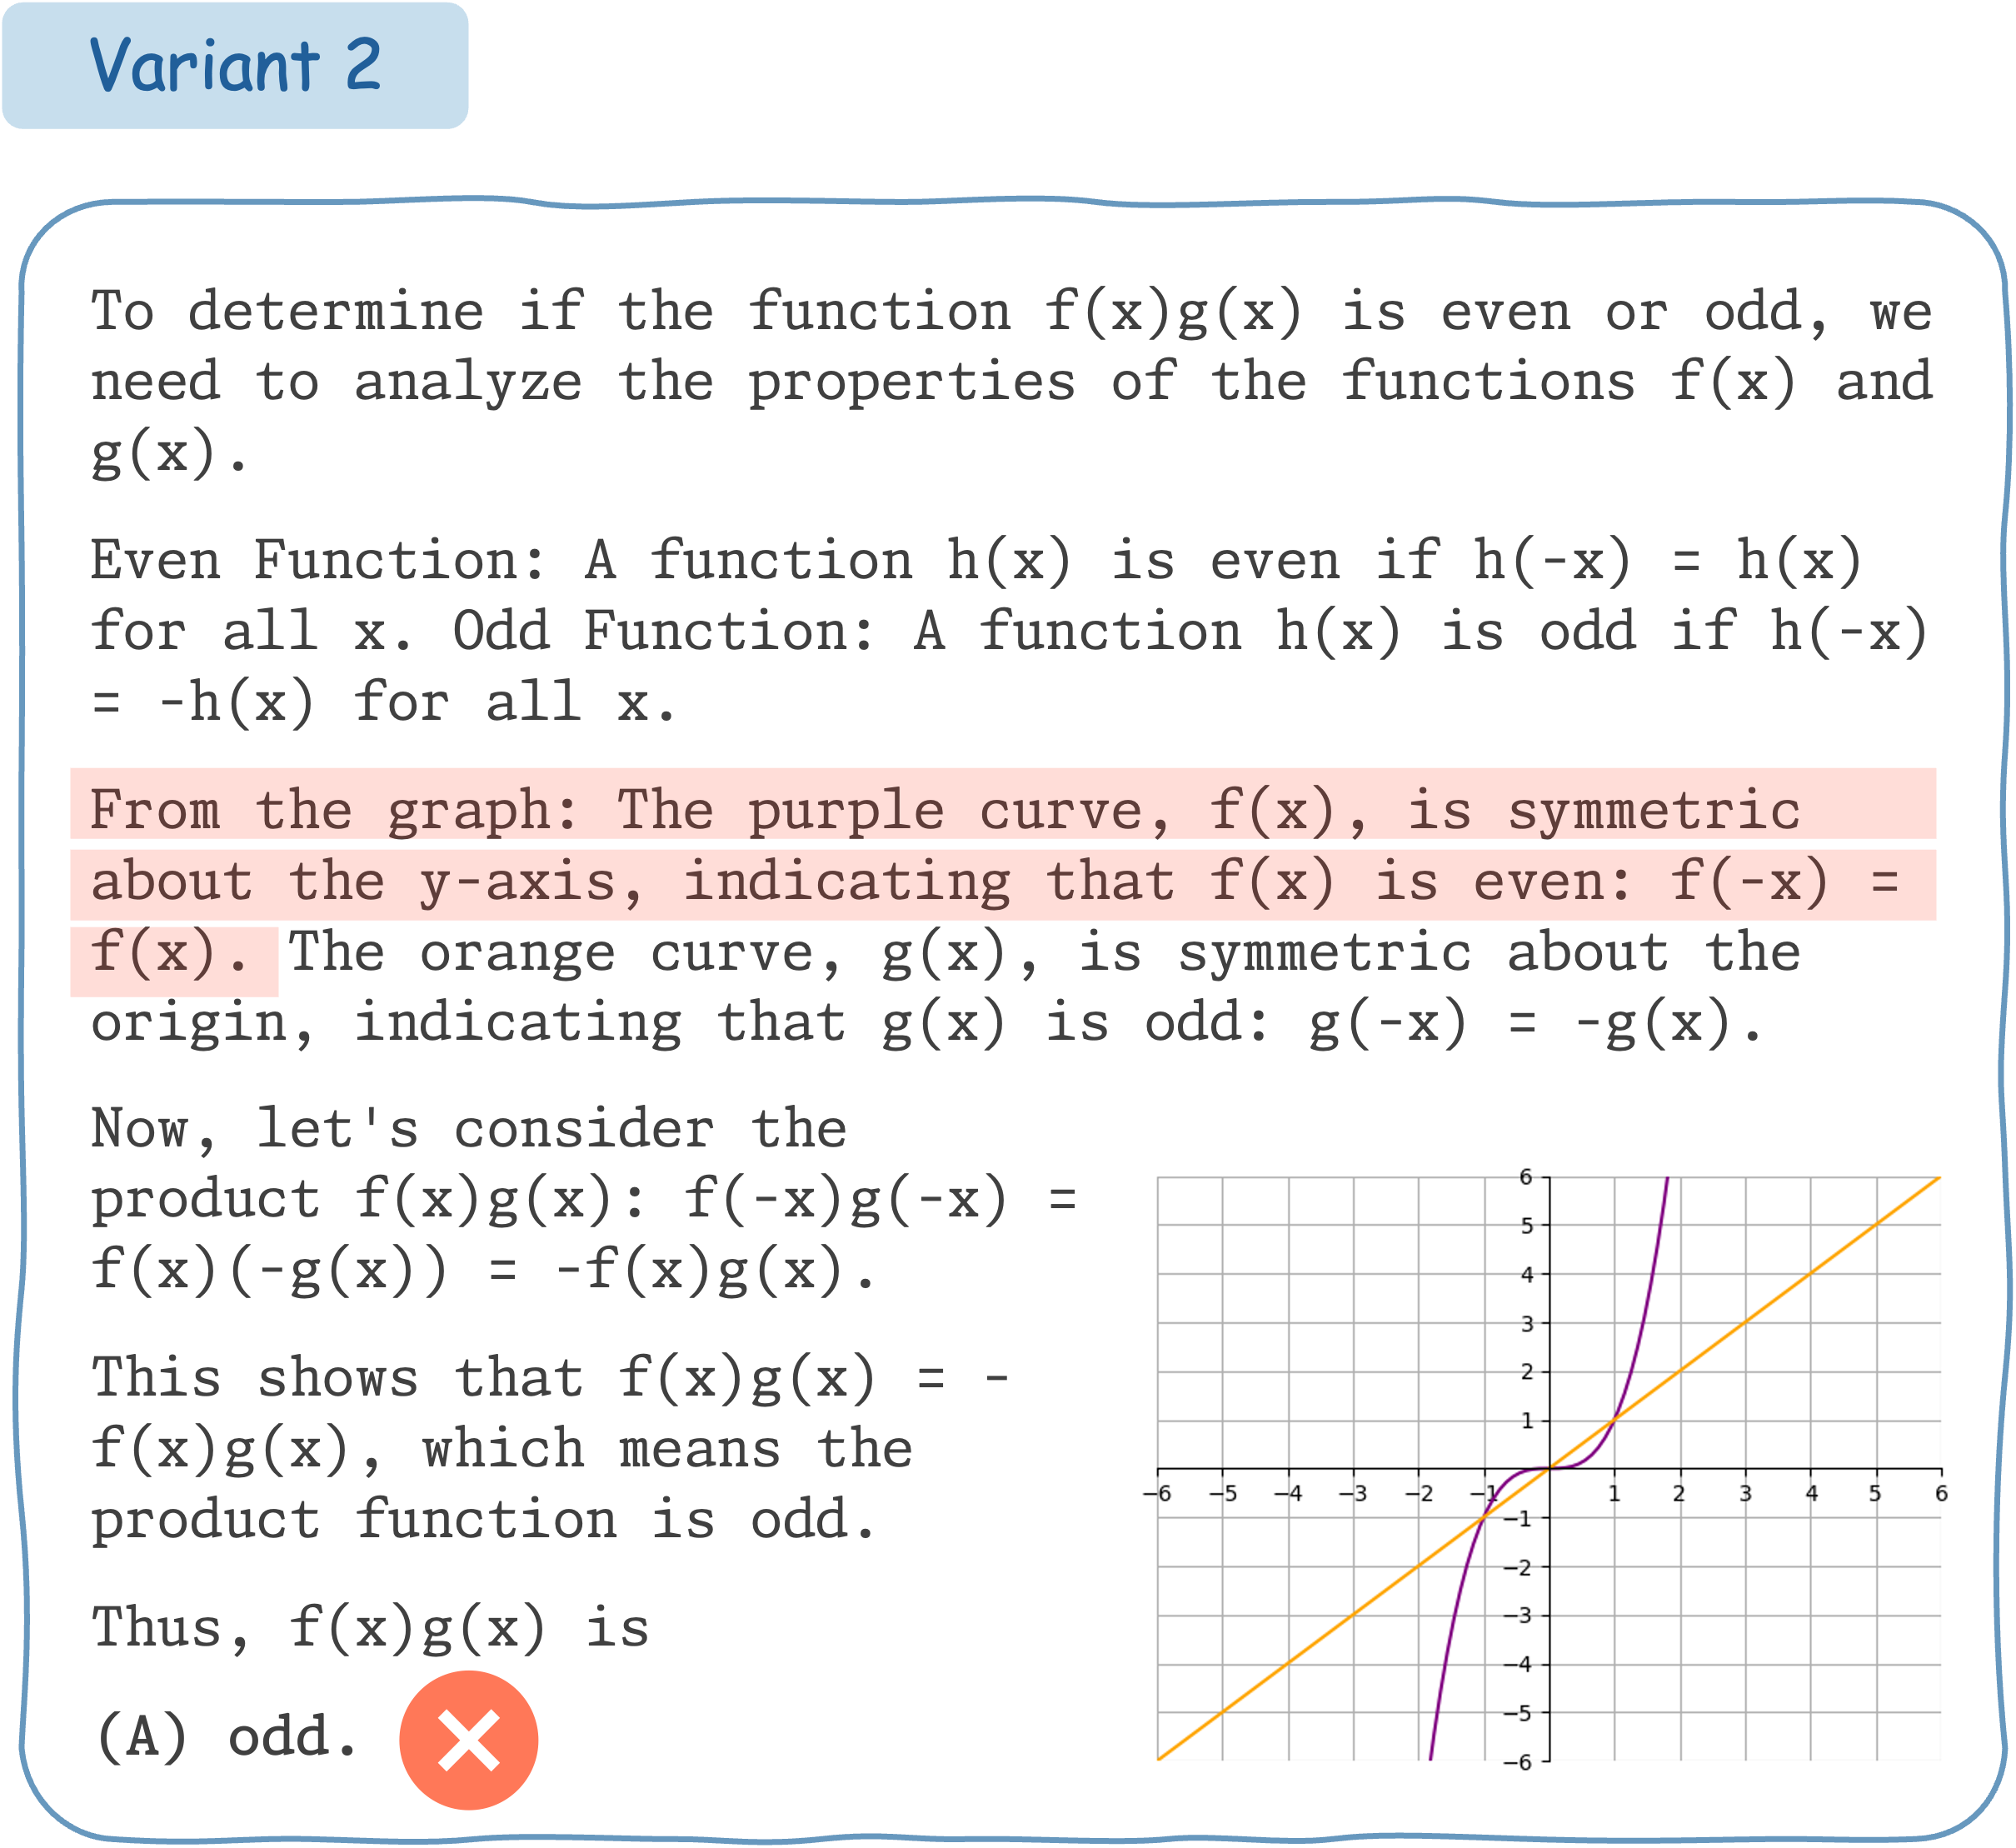 Variant 2
To determine if the function f(x)g(x) is even or odd, we
need to analyze the properties of the functions f(x) and
g(x).
Even Function: A function h(x) is even if h(-x) = h(x)
for all x. Odd Function: A function h(x) is odd if h(-x)
= -h(x) for all x.
From the graph: The purple curve, f(x), is symmetric
about the y-axis, indicating that f(x) is even: f(-x) =
f(x). The orange curve, g(x), is symmetric about the
origin, indicating that g(x) is odd: g(-x) = -g(x).
Now, let's consider the
product f(x)g(x): f(-x)g(-x) =
f(x)(-g(x)) = -f(x)g(x).
This shows that f(x)g(x) = -
f(x)g(x), which means the
product function is odd.
Thus, f(x)g(x) is
(A) odd.
6
5
4
3
2
1
−6 −5 −4 −3 −2 −1 1 2 3 4 5 6
−1
−2
−3
−4
−5
−6